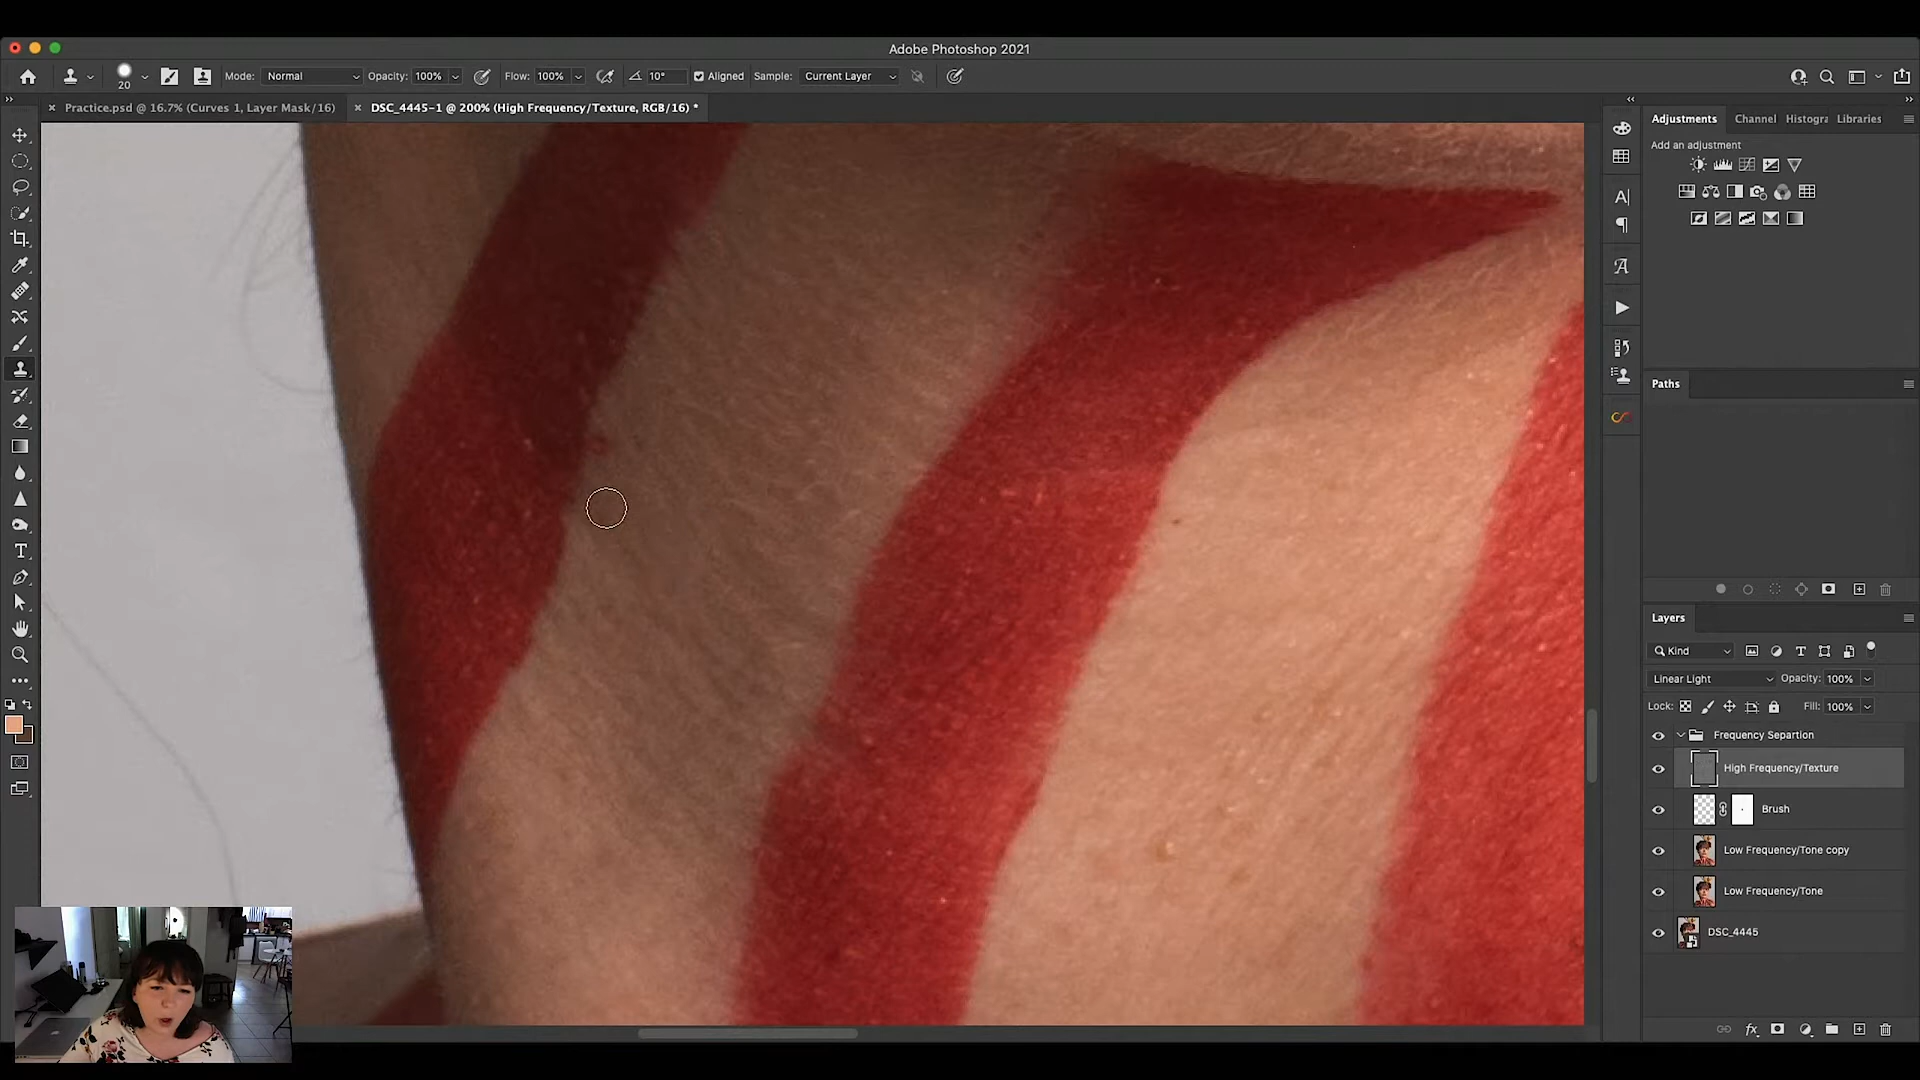 Adobe Photoshop 2021
20
Mode: Normal Opacity: 100% Flow: 100% 10° Aligned Sample: Current Layer
Practice.psd @ 16.7% (Curves 1, Layer Mask/16)
DSC_4445-1 @ 200% (High Frequency/Texture, RGB/16) *
Adjustments Channel Histogra Libraries
Add an adjustment
Paths
Layers
Kind
Linear Light Opacity: 100%
Lock: Fill: 100%
Frequency Separtion
High Frequency/Texture
Brush
Low Frequency/Tone copy
Low Frequency/Tone
DSC_4445